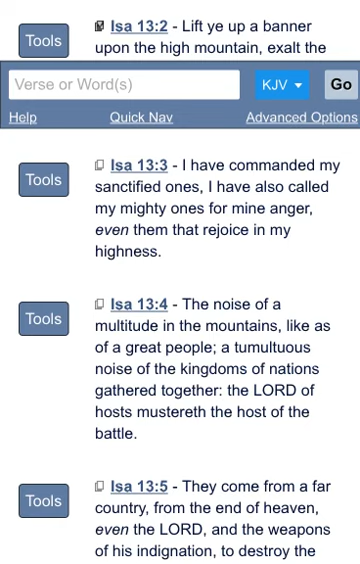 Tools
Isa 13:2 - Lift ye up a banner
upon the high mountain, exalt the
Verse or Word(s)
KJV
Go
Help
Quick Nav
Advanced Options
Tools
Isa 13:3 - I have commanded my
sanctified ones, I have also called
my mighty ones for mine anger,
even them that rejoice in my
highness.
Tools
Isa 13:4 - The noise of a
multitude in the mountains, like as
of a great people; a tumultuous
noise of the kingdoms of nations
gathered together: the LORD of
hosts mustereth the host of the
battle.
Tools
Isa 13:5 - They come from a far
country, from the end of heaven,
even the LORD, and the weapons
of his indignation, to destroy the